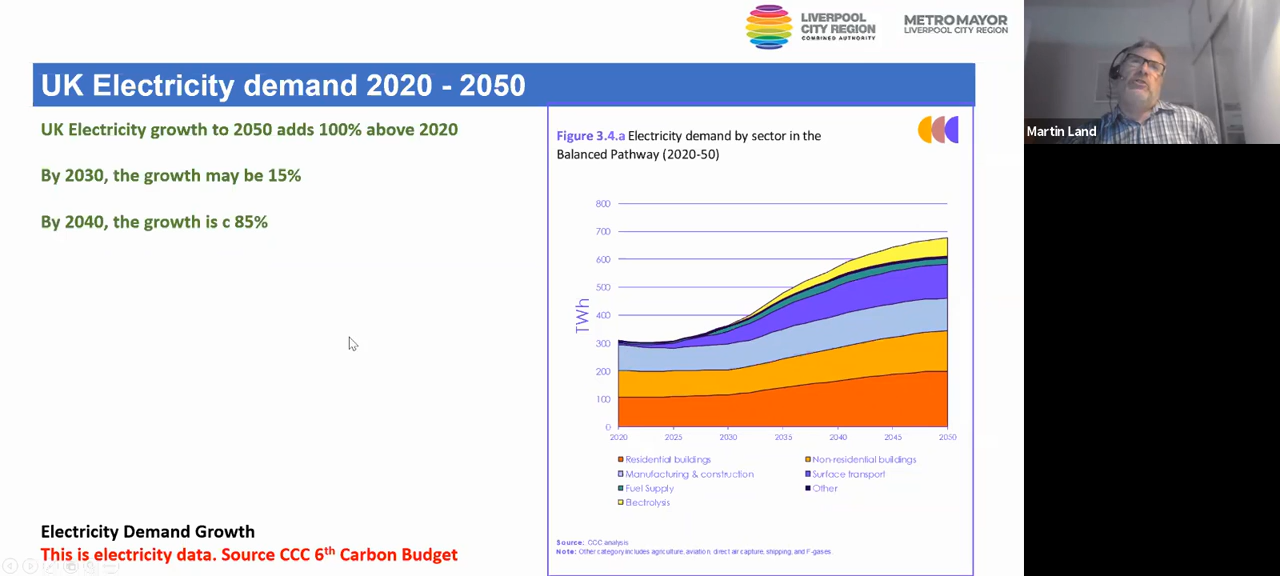 LIVERPOOL
CITY REGION
COMBINED AUTHORITY
METROMAYOR
LIVERPOOL CITY REGION
Martin Land
UK Electricity demand 2020 - 2050
UK Electricity growth to 2050 adds 100% above 2020
By 2030, the growth may be 15%
By 2040, the growth is c 85%
Figure 3.4.a Electricity demand by sector in the
Balanced Pathway (2020-50)
TWh
800
700
600
500
400
300
200
100
0
2020 2025 2030 2035 2040 2045 2050
Residential buildings Non-residential buildings
Manufacturing & construction Surface transport
Fuel Supply Other
Electrolysis
Source: CCC analysis
Note: Other category includes agriculture, aviation, direct air capture, shipping, and F-gases.
Electricity Demand Growth
This is electricity data. Source CCC 6th Carbon Budget